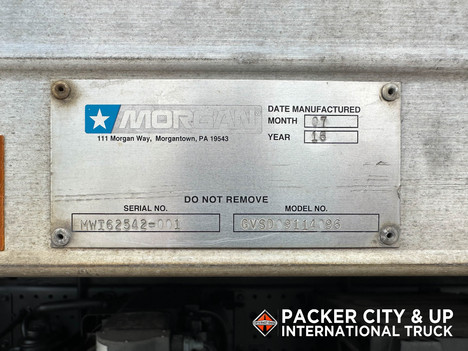 MORGAN
111 Morgan Way, Morgantown, PA 19543
DATE MANUFACTURED
MONTH 07
YEAR 15
DO NOT REMOVE
SERIAL NO.
MWI62542-001
MODEL NO.
PACKER CITY & UP
INTERNATIONAL TRUCK